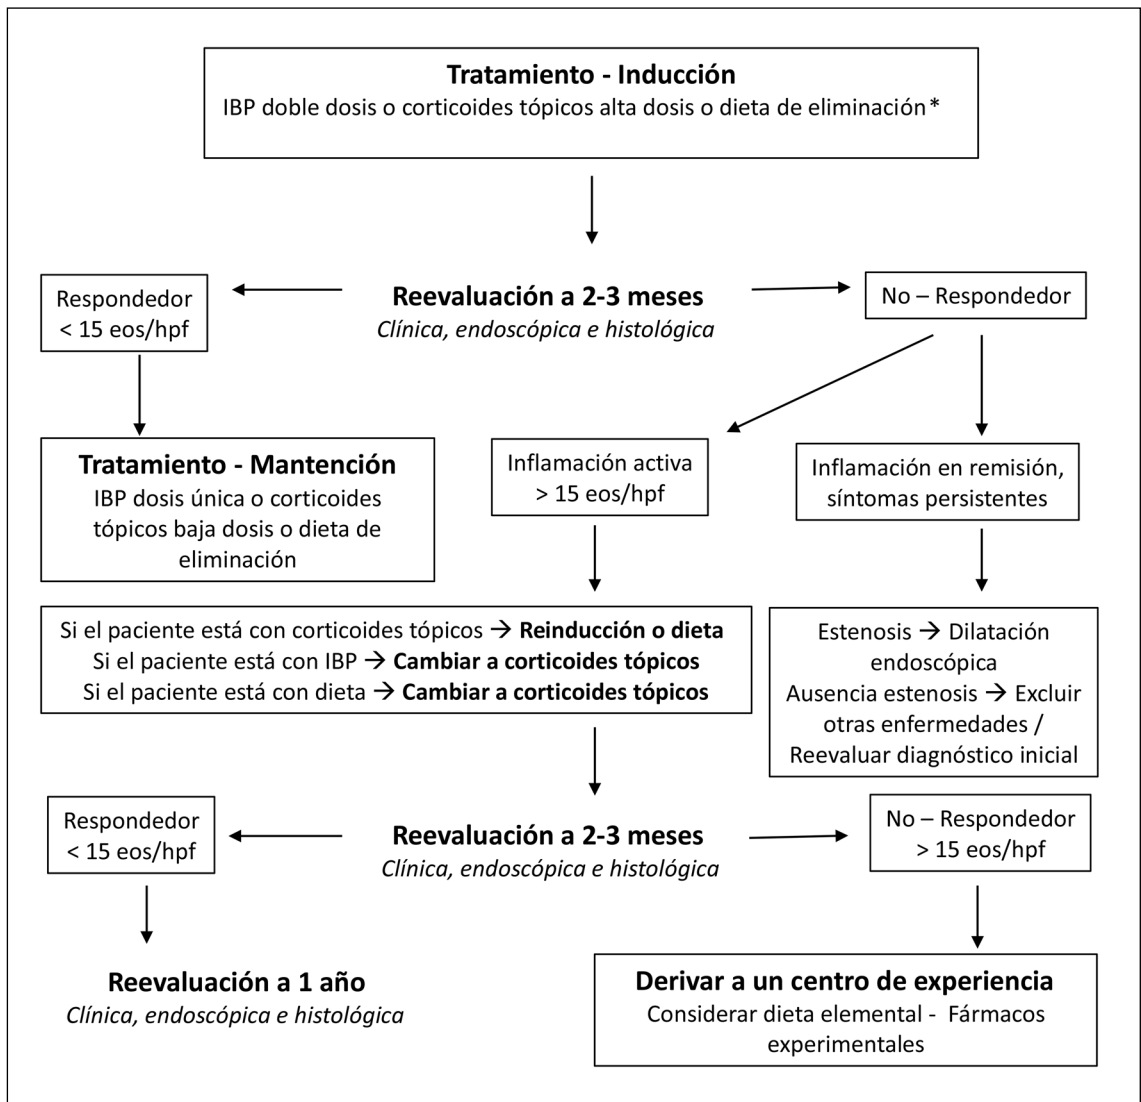 Tratamiento - Inducción
IBP doble dosis o corticoides tópicos alta dosis o dieta de eliminación*
Respondedor
< 15 eos/hpf
Reevaluación a 2-3 meses
Clínica, endoscópica e histológica
No – Respondedor
Tratamiento - Mantención
IBP dosis única o corticoides
tópicos baja dosis o dieta de
eliminación
Inflamación activa
> 15 eos/hpf
Inflamación en remisión,
síntomas persistentes
Si el paciente está con corticoides tópicos → Reinducción o dieta
Si el paciente está con IBP → Cambiar a corticoides tópicos
Si el paciente está con dieta → Cambiar a corticoides tópicos
Estenosis → Dilatación
endoscópica
Ausencia estenosis → Excluir
otras enfermedades /
Reevaluar diagnóstico inicial
Respondedor
< 15 eos/hpf
Reevaluación a 2-3 meses
Clínica, endoscópica e histológica
No – Respondedor
> 15 eos/hpf
Reevaluación a 1 año
Clínica, endoscópica e histológica
Derivar a un centro de experiencia
Considerar dieta elemental - Fármacos
experimentales